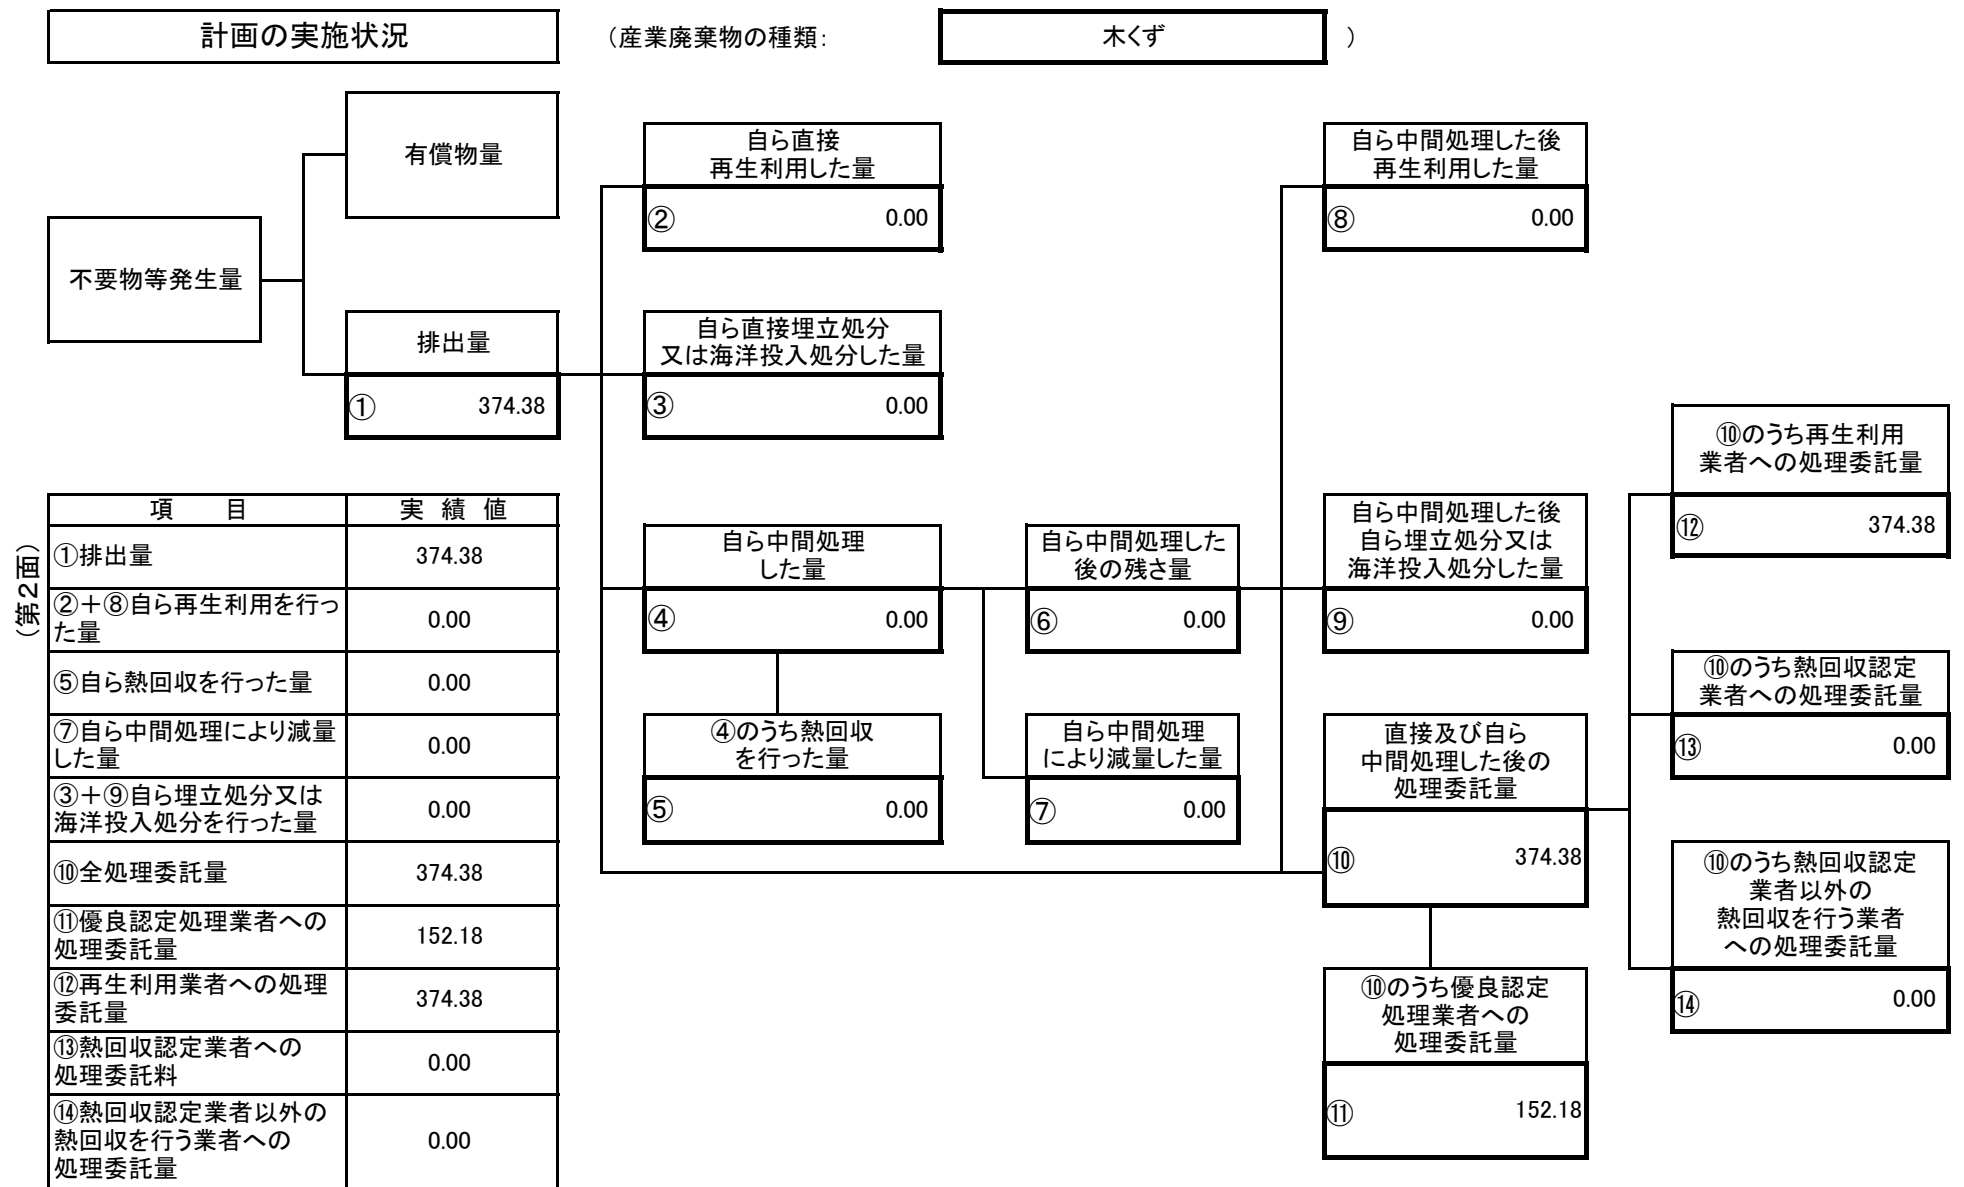 計画の実施状況
（産業廃棄物の種類：
木くず
）
有償物量
不要物等発生量
排出量
① 374.38
自ら直接
再生利用した量
② 0.00
自ら直接埋立処分
又は海洋投入処分した量
③ 0.00
自ら中間処理
した量
④ 0.00
④のうち熱回収
を行った量
⑤ 0.00
自ら中間処理した
後の残さ量
⑥ 0.00
自ら中間処理
により減量した量
⑦ 0.00
自ら中間処理した後
再生利用した量
⑧ 0.00
自ら中間処理した後
自ら埋立処分又は
海洋投入処分した量
⑨ 0.00
直接及び自ら
中間処理した後の
処理委託量
⑩ 374.38
⑩のうち優良認定
処理業者への
処理委託量
⑪ 152.18
⑩のうち再生利用
業者への処理委託量
⑫ 374.38
⑩のうち熱回収認定
業者への処理委託量
⑬ 0.00
⑩のうち熱回収認定
業者以外の
熱回収を行う業者
への処理委託量
⑭ 0.00
（第2面）
項　目 実 績 値
①排出量 374.38
②＋⑧自ら再生利用を行っ
た量 0.00
⑤自ら熱回収を行った量 0.00
⑦自ら中間処理により減量
した量 0.00
③＋⑨自ら埋立処分又は
海洋投入処分を行った量 0.00
⑩全処理委託量 374.38
⑪優良認定処理業者への
処理委託量 152.18
⑫再生利用業者への処理
委託量 374.38
⑬熱回収認定業者への
処理委託料 0.00
⑭熱回収認定業者以外の
熱回収を行う業者への
処理委託量 0.00